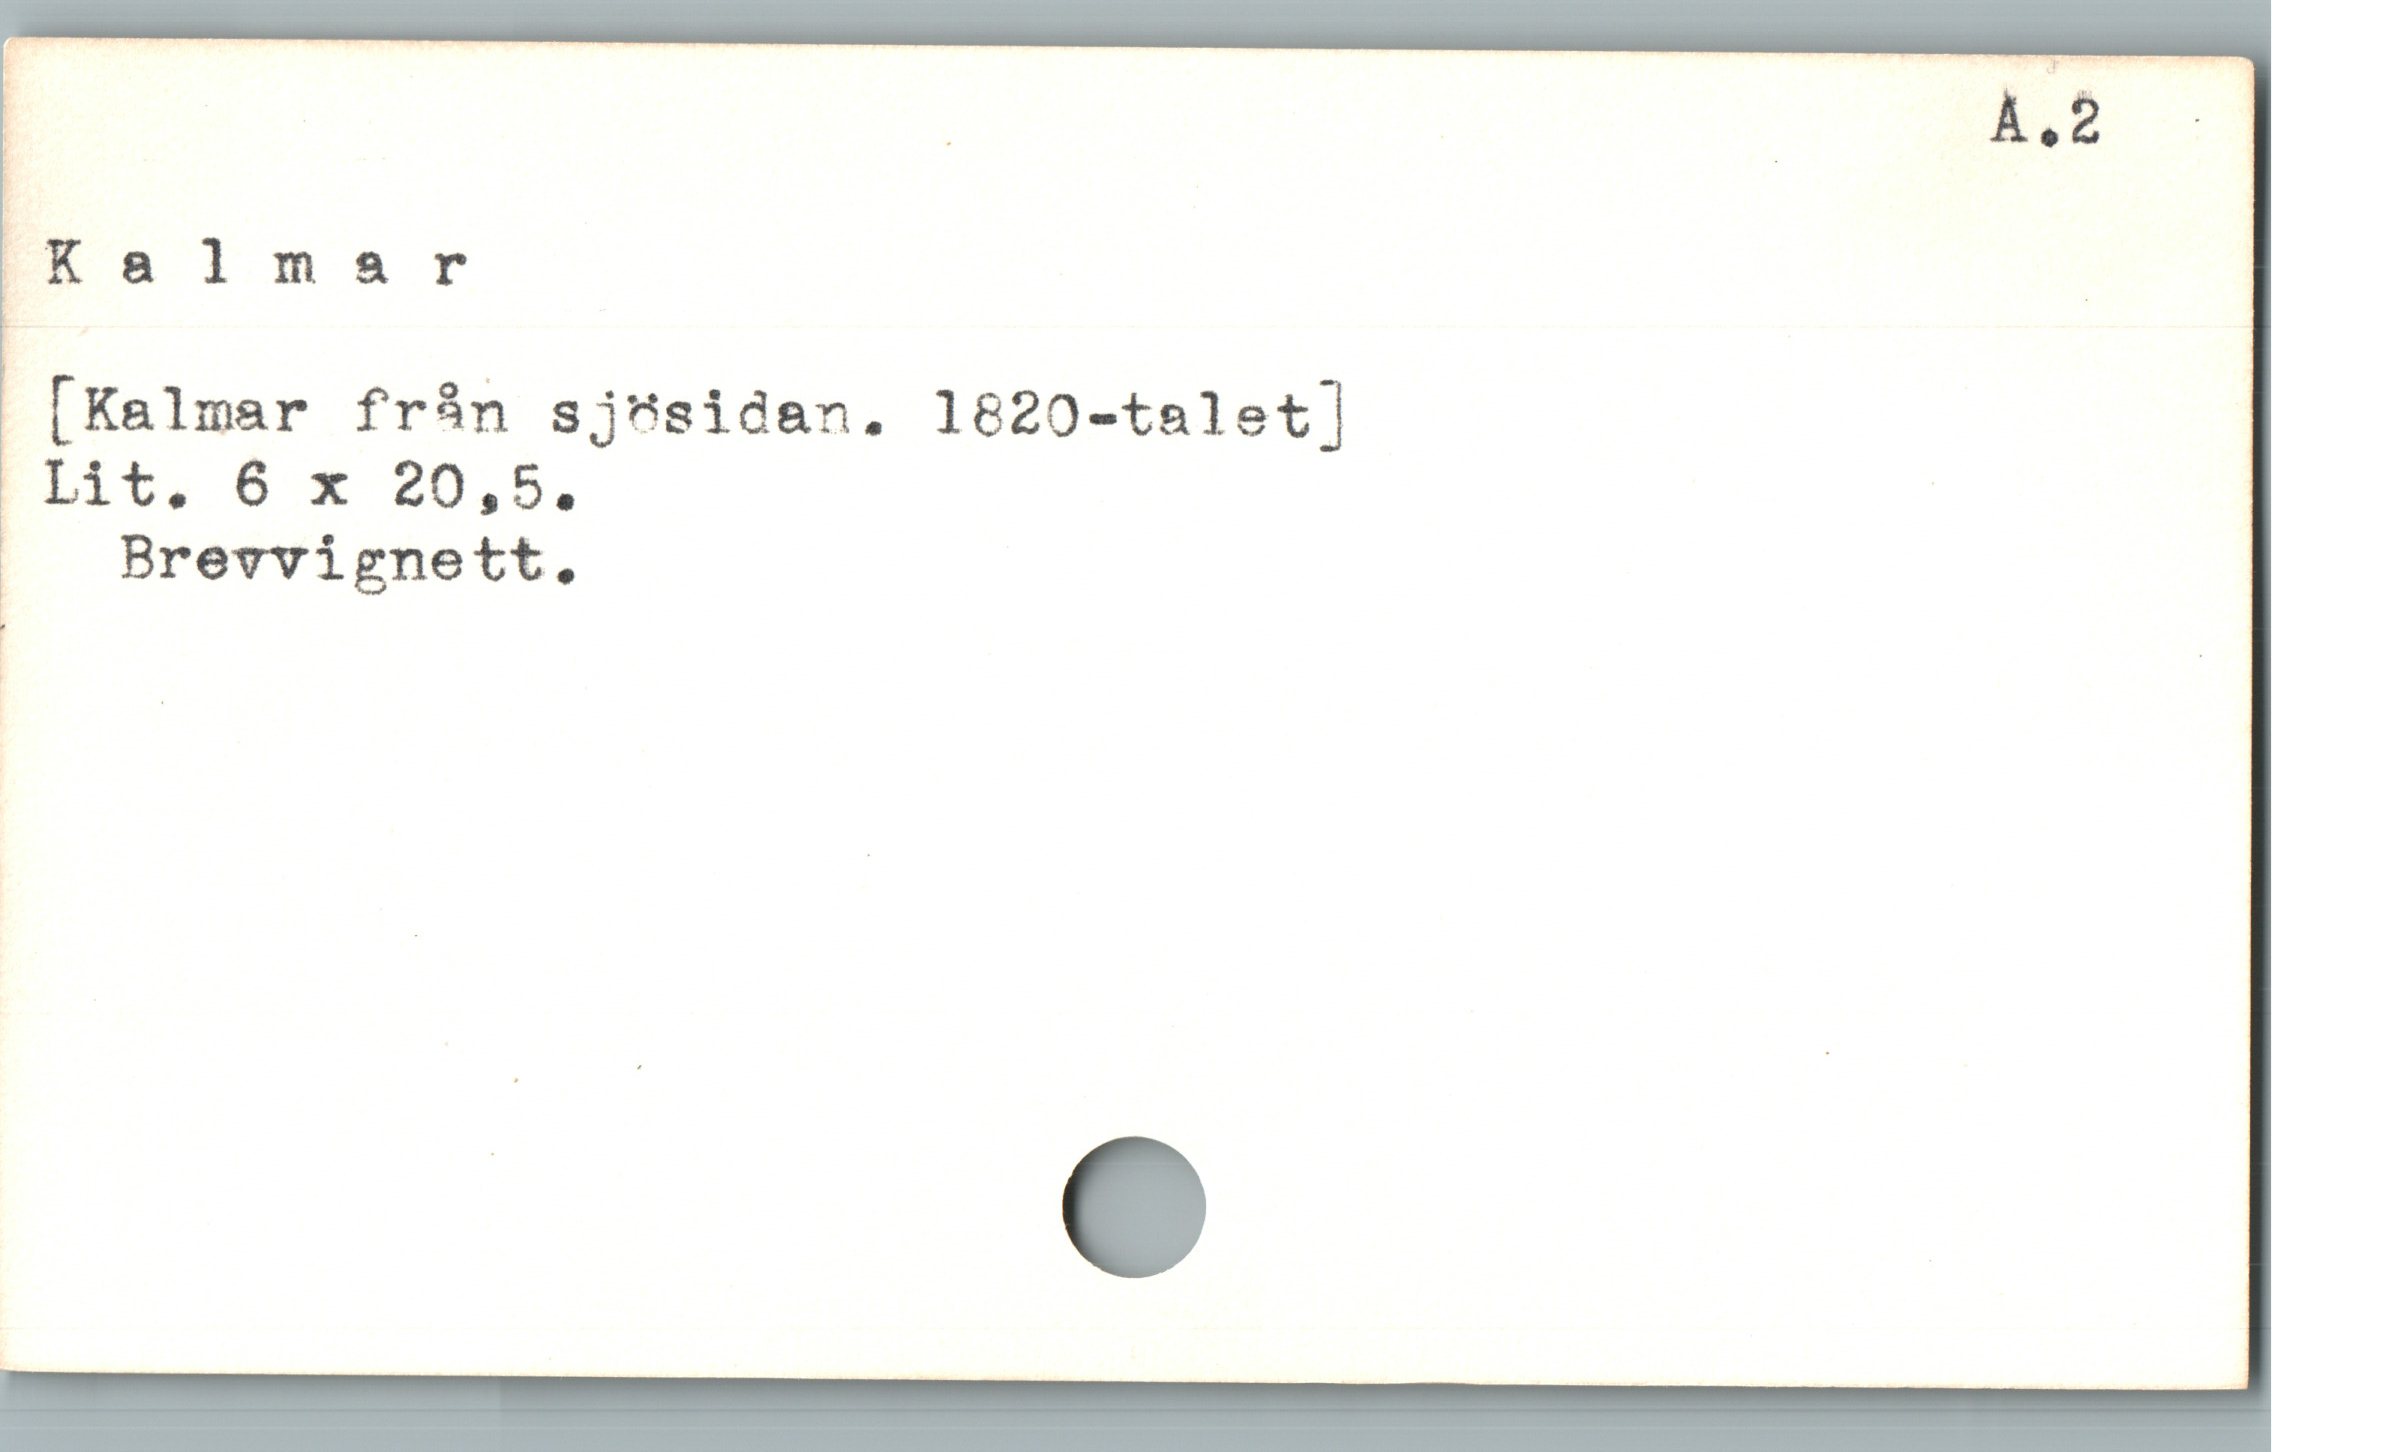 A.2
K a l m a r
[Kalmar från sjösidan. 1820-talet]
Lit. 6 x 20,5.
Brevvignett.